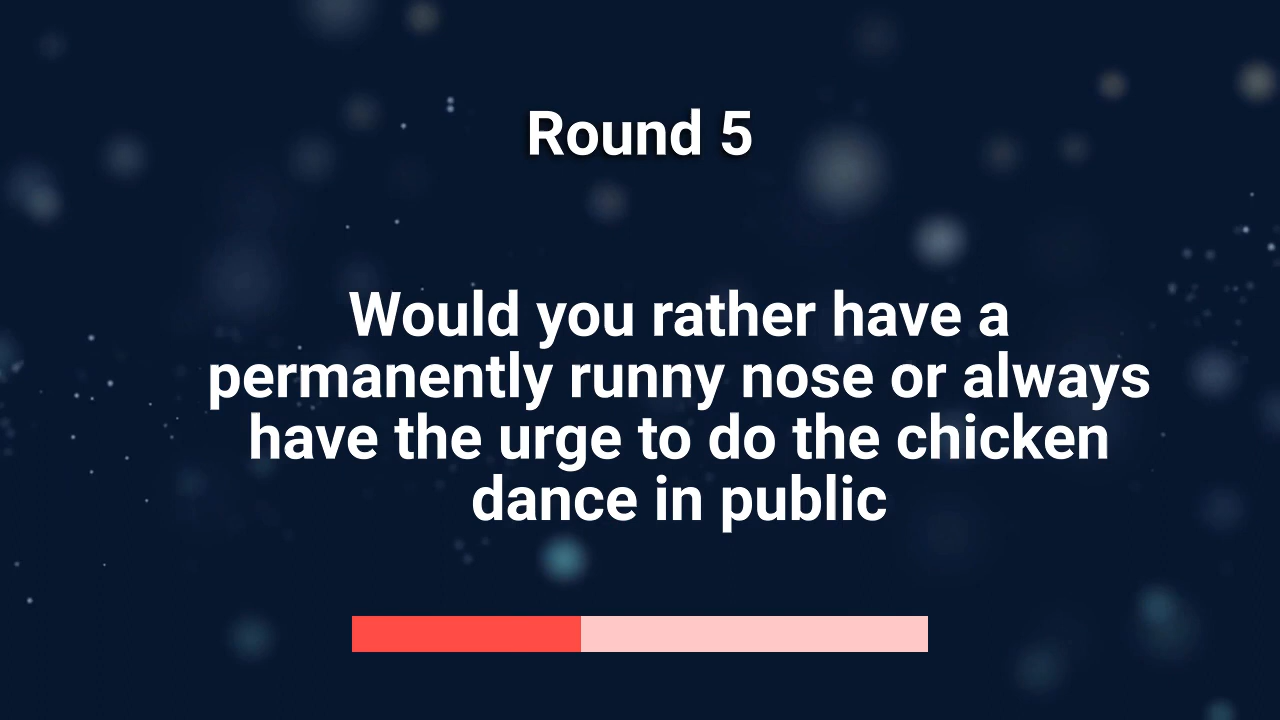 Round 5
Would you rather have a
permanently runny nose or always
have the urge to do the chicken
dance in public